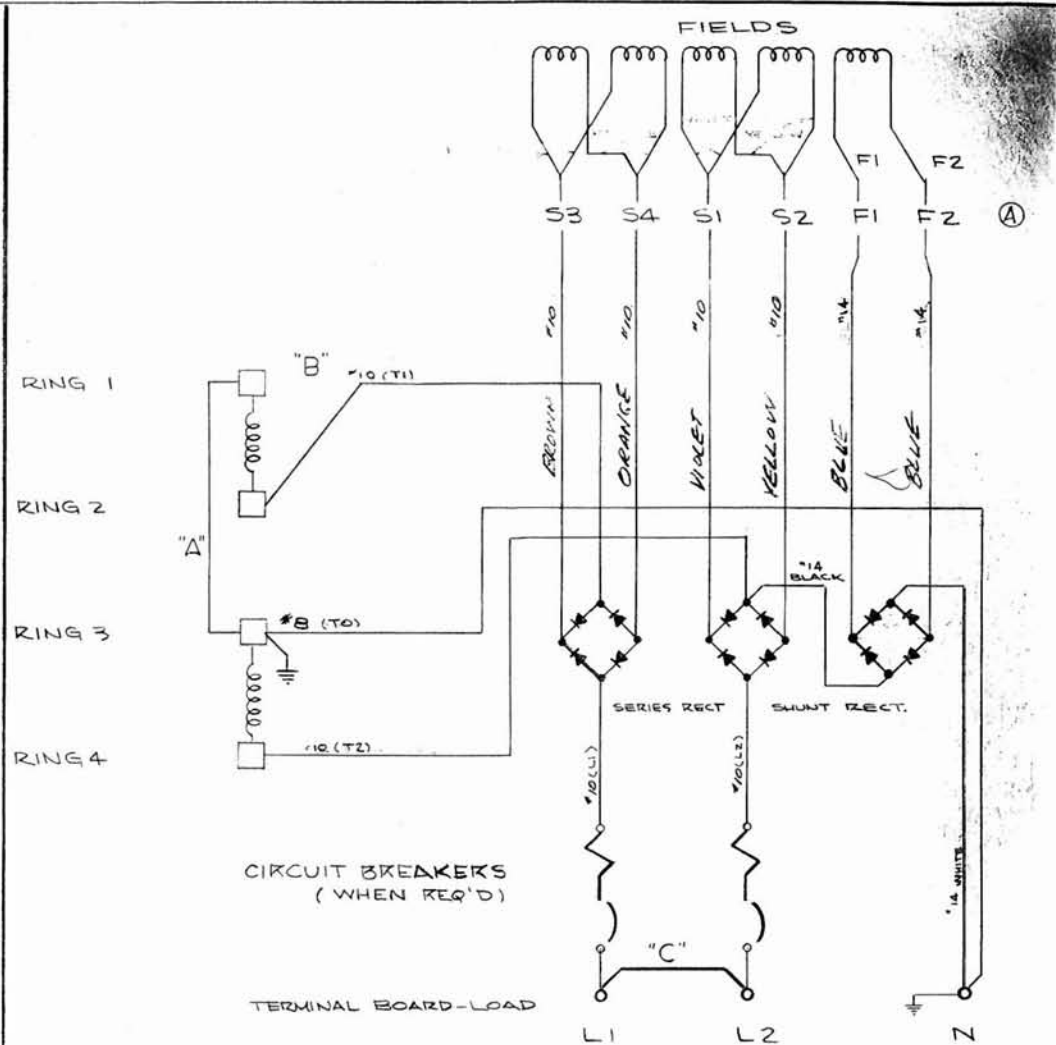 FIELDS
F1 F2
S3 S4 S1 S2 F1 F2 A
#10 #10 #10 #10 #14 #14
BROWN ORANGE VIOLET YELLOW BLUE BLUE
RING 1
"B"
#10 (T1)
RING 2
"A"
#14
BLACK
RING 3
#8 (T0)
SERIES RECT SHUNT RECT.
RING 4
#10 (T2)
#10 (L1)
#10 (L2)
#14 WHITE
CIRCUIT BREAKERS
(WHEN REQ'D)
"C"
TERMINAL BOARD-LOAD
L1 L2 N